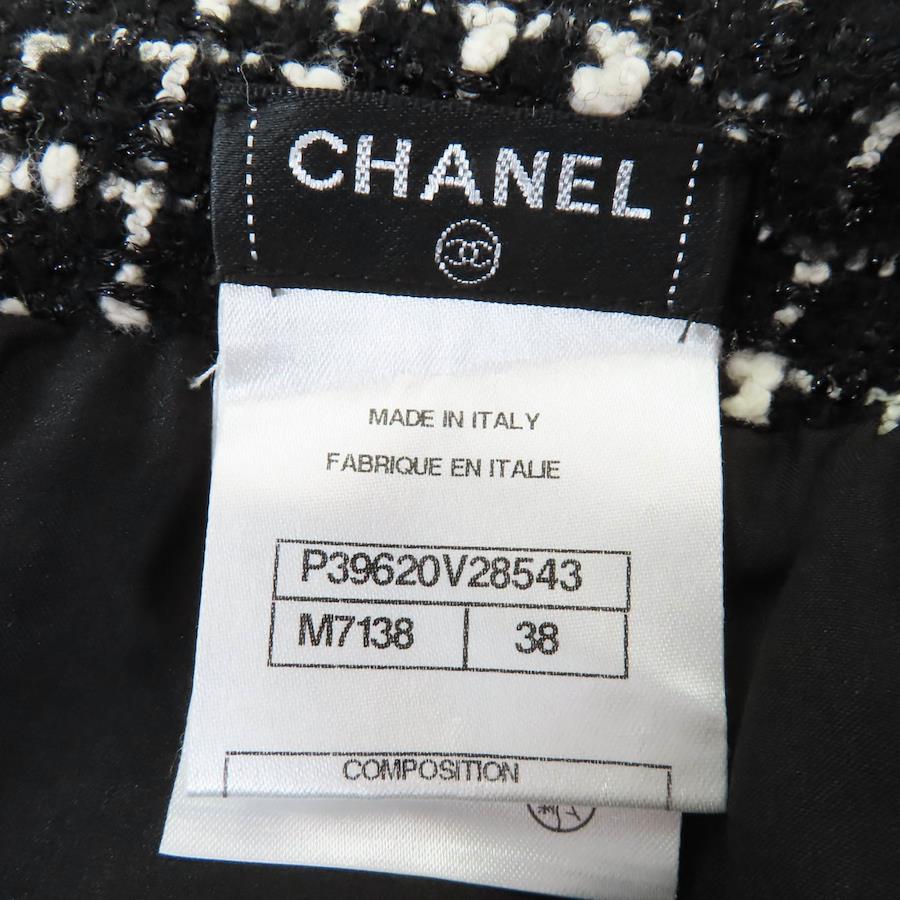 CHANEL
MADE IN ITALY
FABRIQUE EN ITALIE
P39620V28543
M7138 38
COMPOSITION